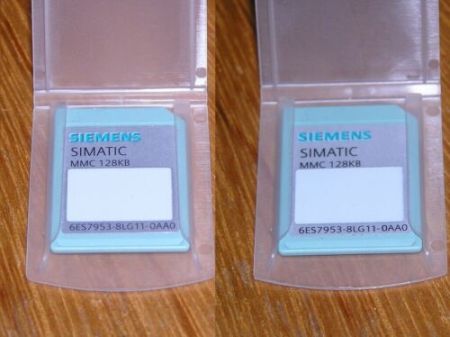 SIEMENS
SIMATIC
MMC 128KB
6ES7953-8LG11-0AA0
SIEMENS
SIMATIC
MMC 128KB
6ES7953-8LG11-0AA0